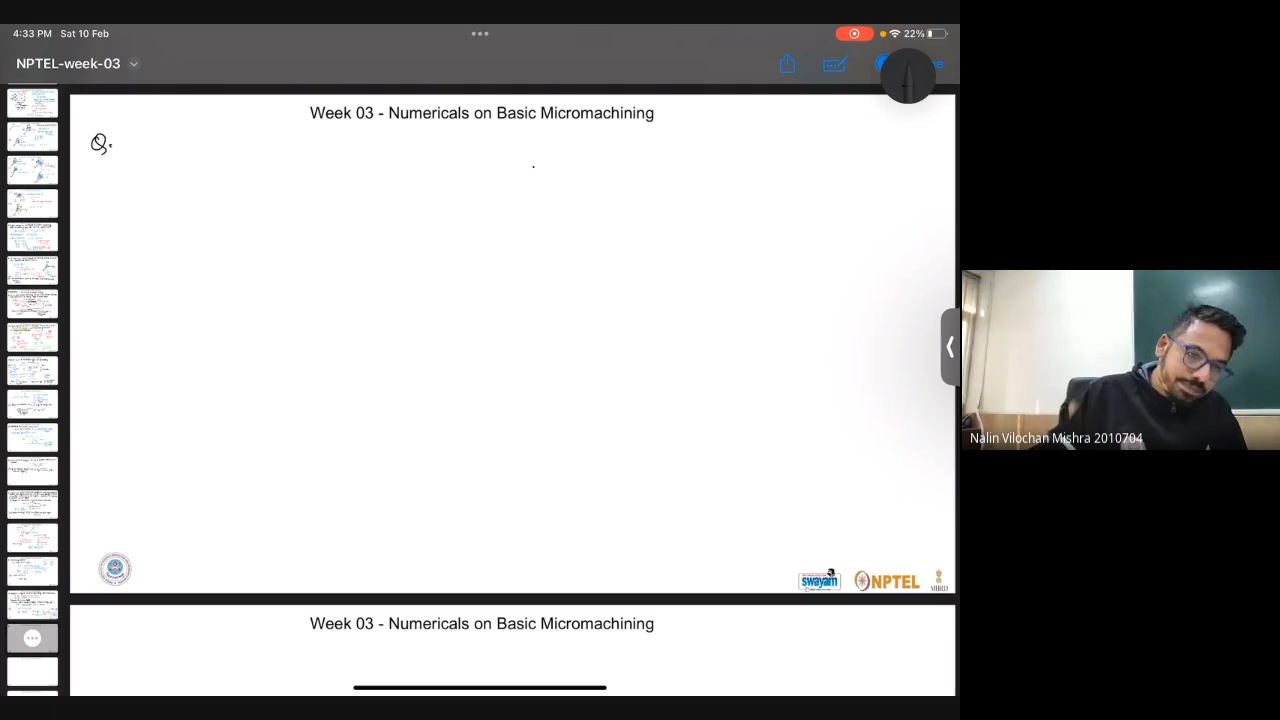 4:33 PM Sat 10 Feb
22%
NPTEL-week-03
Week 03 - Numericals on Basic Micromachining
Q.
swayam
NPTEL
MHRD
Week 03 - Numericals on Basic Micromachining
Nalin Vilochan Mishra 2010704